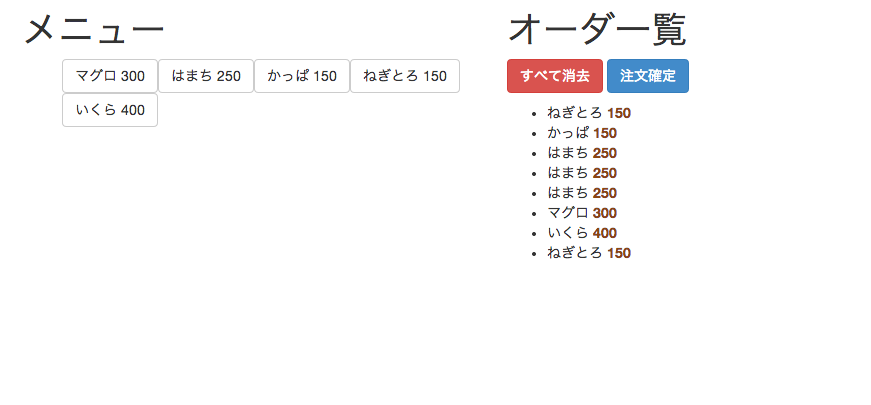 メニュー
マグロ 300 はまち 250 かっぱ 150 ねぎとろ 150
いくら 400
オーダー覧
すべて消去 注文確定
ねぎとろ 150
かっぱ 150
はまち 250
はまち 250
はまち 250
マグロ 300
いくら 400
ねぎとろ 150